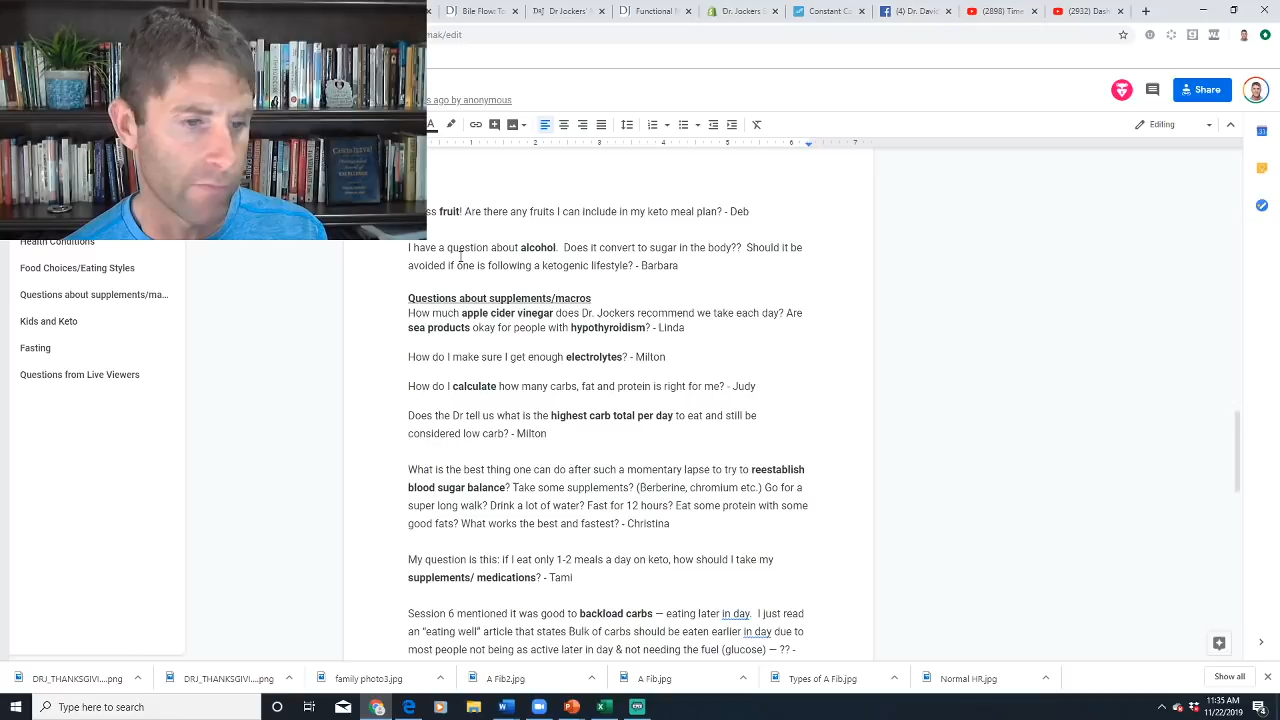 Bile Flow To
Dr. Jockers'
Functional
Dr. Jockers
Constant Co
(4) Dr. David
(2898) Time
(2932) Dash
mak/edit
s ago by anonymous
Share
Editing
1 2 3 4 5 6 7
ss fruit! Are there any fruits I can include in my keto meal plan? - Deb
Health Conditions
I have a question about alcohol. Does it convert to sugar in the body?? Should it be
avoided if one is following a ketogenic lifestyle? - Barbara
Food Choices/Eating Styles
Questions about supplements/ma...
Kids and Keto
Fasting
Questions from Live Viewers
Questions about supplements/macros
How much apple cider vinegar does Dr. Jockers recommend we take each day? Are
sea products okay for people with hypothyroidism? - Linda
How do I make sure I get enough electrolytes? - Milton
How do I calculate how many carbs, fat and protein is right for me? - Judy
Does the Dr tell us what is the highest carb total per day to eat and still be
considered low carb? - Milton
What is the best thing one can do after such a momentary lapse to try to reestablish
blood sugar balance? Take some supplements? (Berberine, chromium etc.) Go for a
super long walk? Drink a lot of water? Fast for 12 hours? Eat some protein with some
good fats? What works the best and fastest? - Christina
My question is this: if I eat only 1-2 meals a day on keto, how should I take my
supplements/ medications? - Tami
Session 6 mentioned it was good to backload carbs — eating later in day. I just read
an “eating well” article that states Bulk of carbs should be eaten earlier in day due to
most people not being as active later in day & not needing the fuel (glucose) — ?? -
DRJ_THANKSGIVI....png
DRJ_THANKSGIVI....png
family photo3.jpg
A Fib2.jpg
A Fib.jpg
Types of A Fib.jpg
Normal HR.jpg
Show all
Type here to search
11:35 AM
11/22/2019